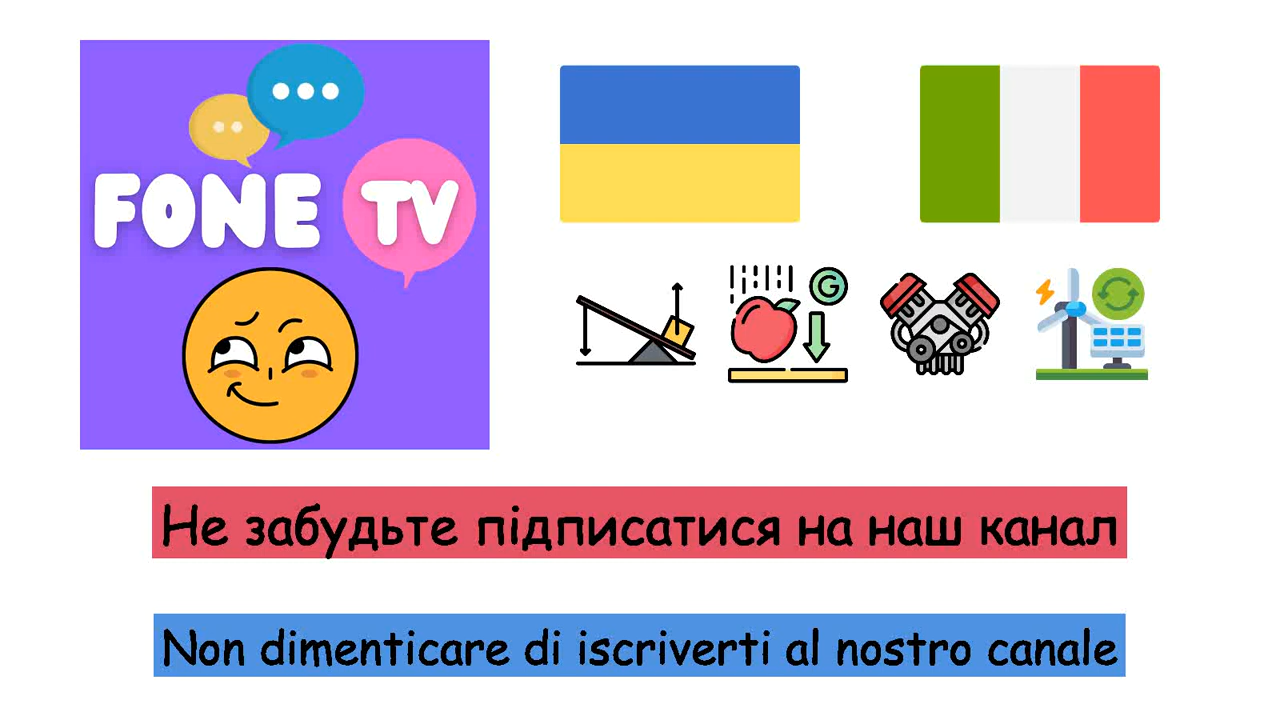 FONE TV
G
Не забудьте підписатися на наш канал
Non dimenticare di iscriverti al nostro canale